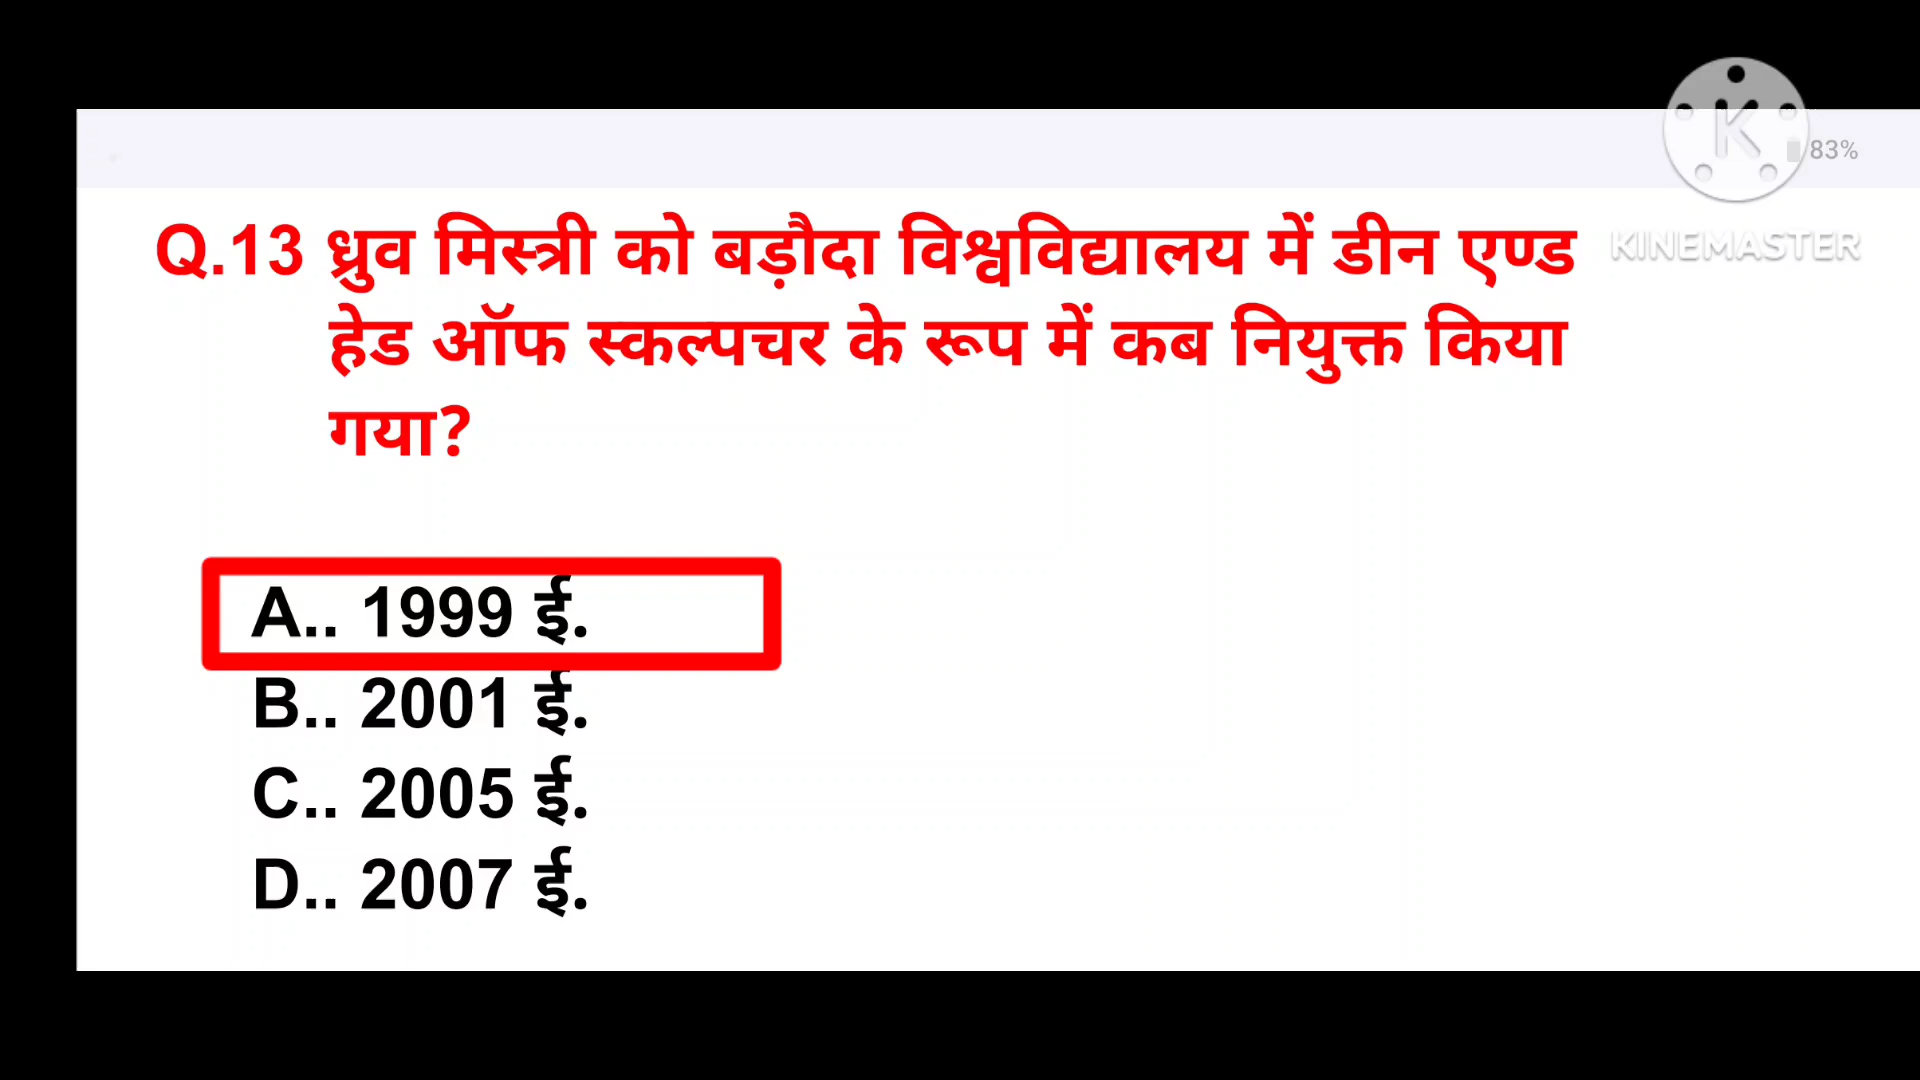 83%
KINEMASTER
Q.13 ध्रुव मिस्त्री को बड़ौदा विश्वविद्यालय में डीन एण्ड
हेड ऑफ स्कल्पचर के रूप में कब नियुक्त किया
गया?
A.. 1999 ई.
B.. 2001 ई.
C.. 2005 ई.
D.. 2007 ई.